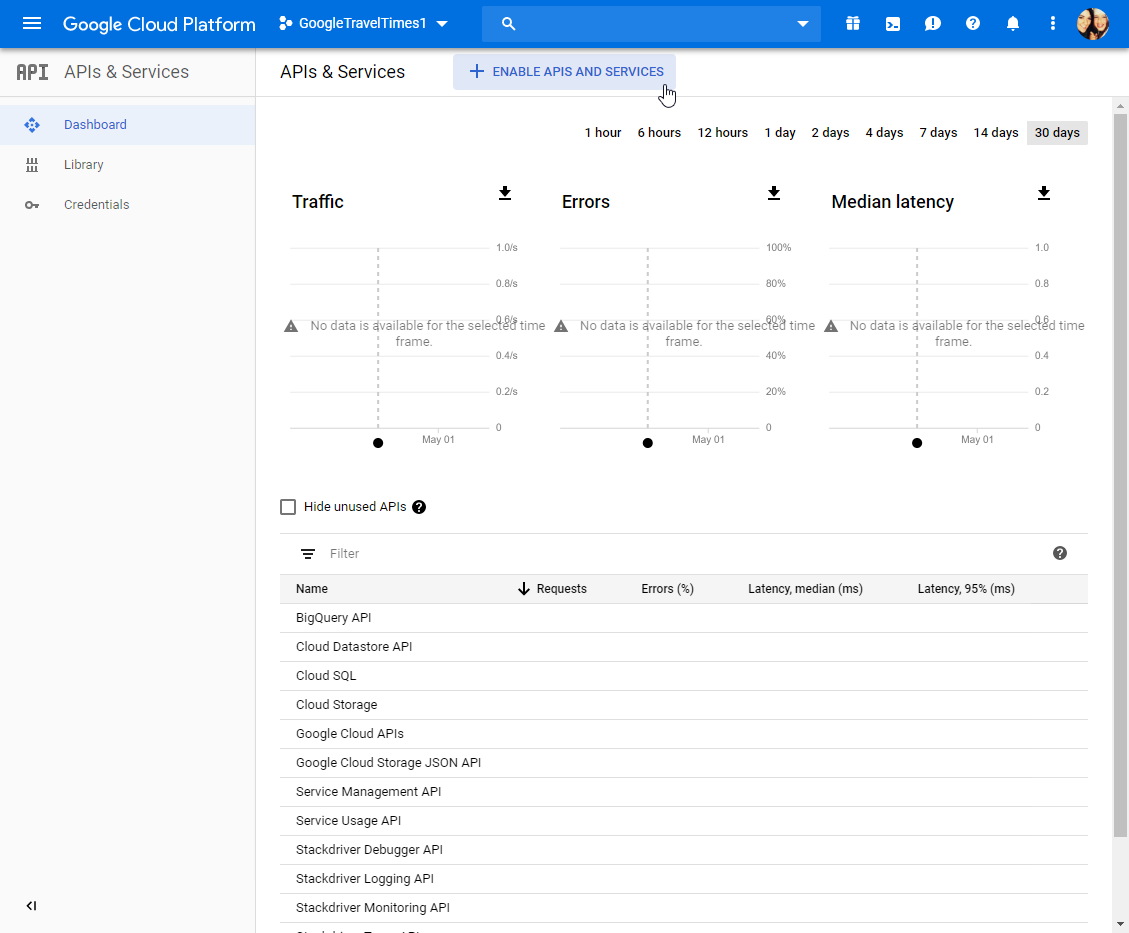 Google Cloud Platform
GoogleTravelTimes1
API APIs & Services
APIs & Services
ENABLE APIS AND SERVICES
Dashboard
Library
Credentials
1 hour 6 hours 12 hours 1 day 2 days 4 days 7 days 14 days 30 days
Traffic
1.0/s
0.8/s
0.6/s
No data is available for the selected time
frame.
0.4/s
0.2/s
0
May 01
Errors
100%
80%
60%
No data is available for the selected time
frame.
40%
20%
0
May 01
Median latency
1.0
0.8
0.6
No data is available for the selected time
frame.
0.4
0.2
0
May 01
Hide unused APIs
Filter
Name Requests Errors (%) Latency, median (ms) Latency, 95% (ms)
BigQuery API
Cloud Datastore API
Cloud SQL
Cloud Storage
Google Cloud APIs
Google Cloud Storage JSON API
Service Management API
Service Usage API
Stackdriver Debugger API
Stackdriver Logging API
Stackdriver Monitoring API